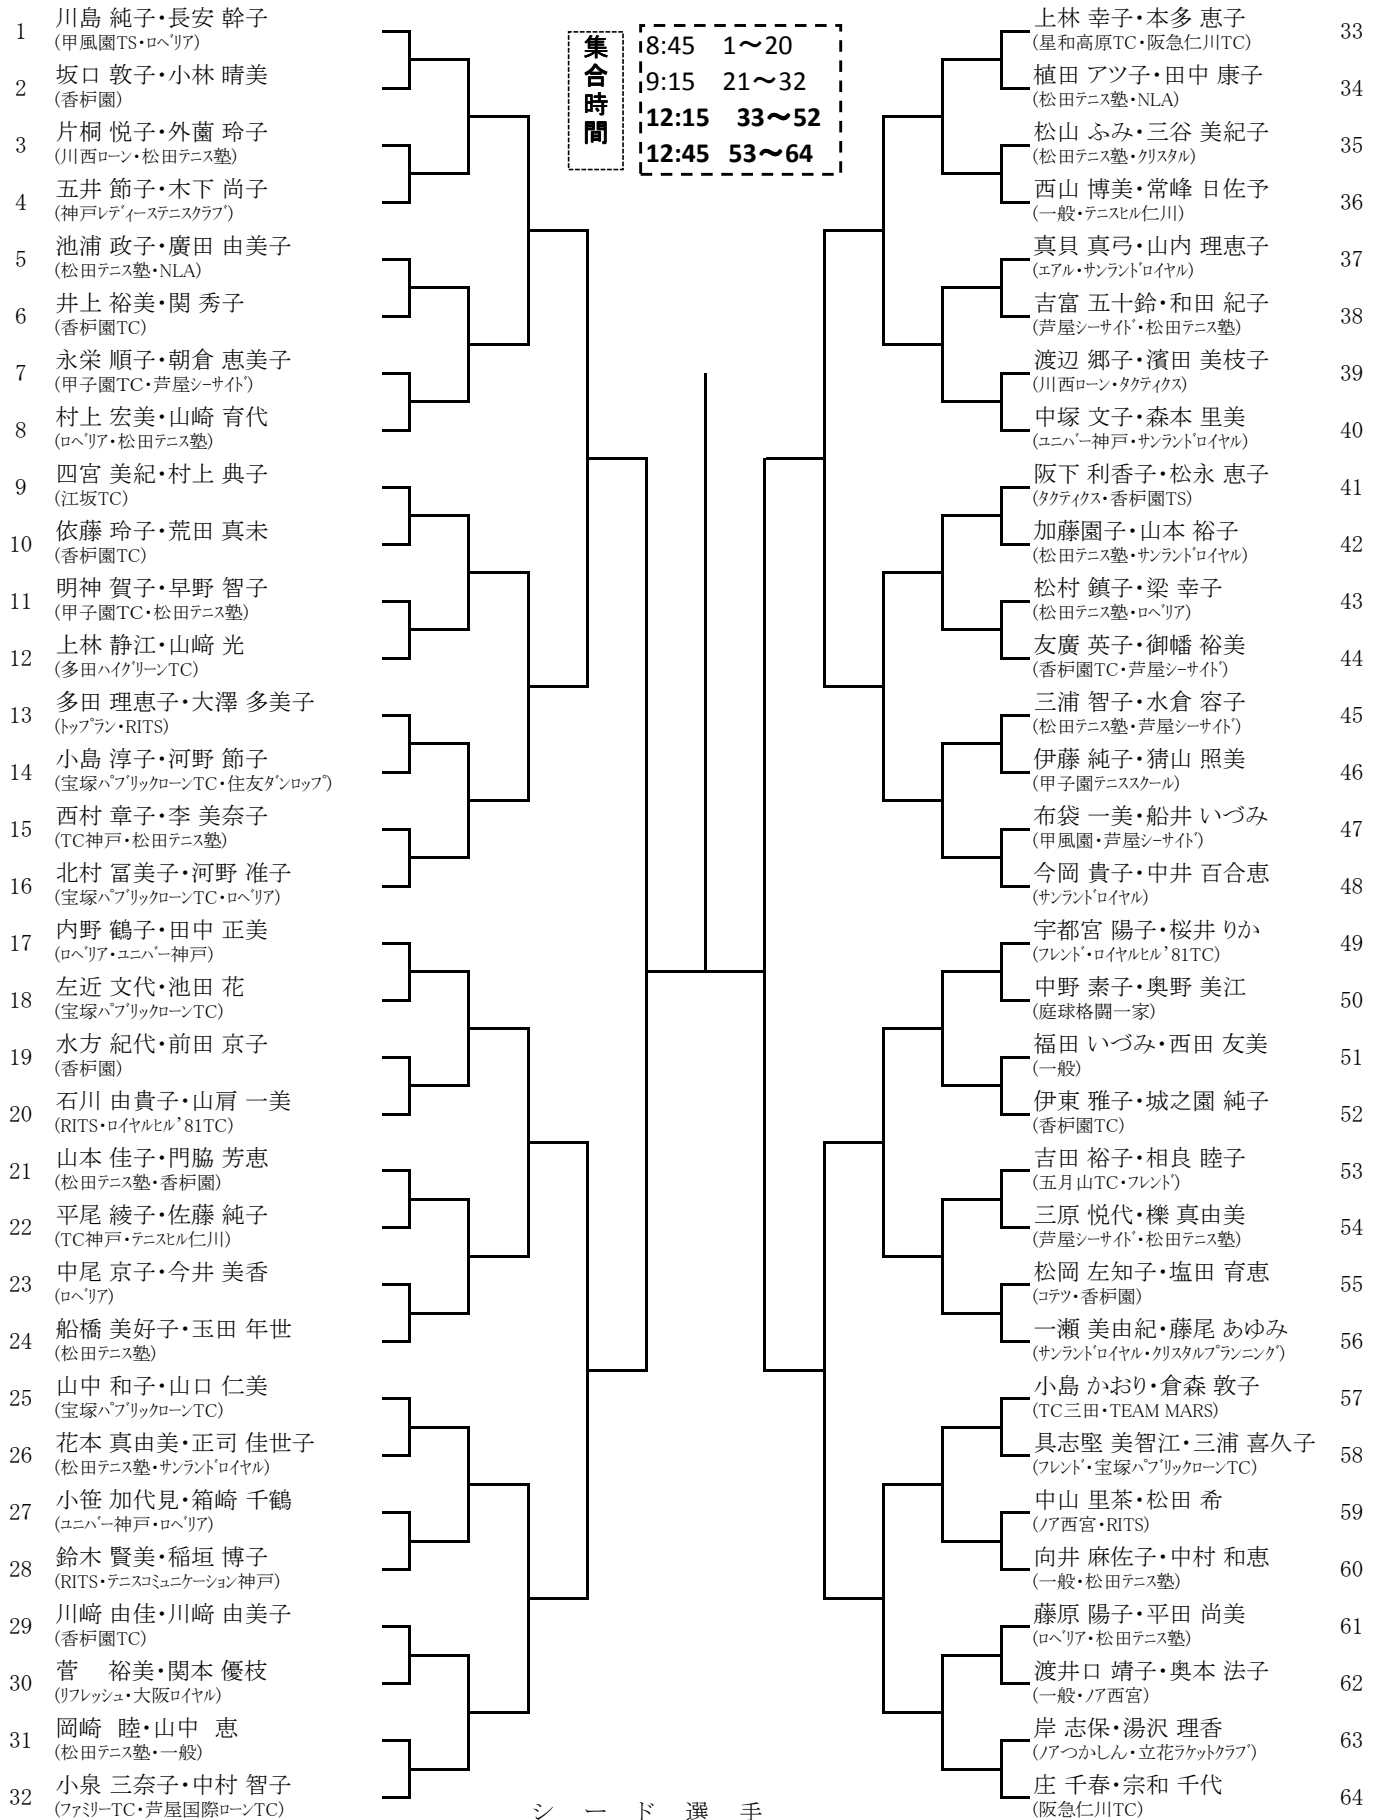 1 川島 純子・長安 幹子
(甲風園TS・ロベリア)
2 坂口 敦子・小林 晴美
(香枦園)
3 片桐 悦子・外薗 玲子
(川西ローン・松田テニス塾)
4 五井 節子・木下 尚子
(神戸レディーステニスクラブ)
5 池浦 政子・廣田 由美子
(松田テニス塾・NLA)
6 井上 裕美・関 秀子
(香枦園TC)
7 永栄 順子・朝倉 恵美子
(甲子園TC・芦屋シーサイド)
8 村上 宏美・山崎 育代
(ロベリア・松田テニス塾)
9 四宮 美紀・村上 典子
(江坂TC)
10 依藤 玲子・荒田 真未
(香枦園TC)
11 明神 賀子・早野 智子
(甲子園TC・松田テニス塾)
12 上林 静江・山﨑 光
(多田ハイグリーンTC)
13 多田 理恵子・大澤 多美子
(トップラン・RITS)
14 小島 淳子・河野 節子
(宝塚パブリックローンTC・住友ダンロップ)
15 西村 章子・李 美奈子
(TC神戸・松田テニス塾)
16 北村 冨美子・河野 准子
(宝塚パブリックローンTC・ロベリア)
17 内野 鶴子・田中 正美
(ロベリア・ユニバー神戸)
18 左近 文代・池田 花
(宝塚パブリックローンTC)
19 水方 紀代・前田 京子
(香枦園)
20 石川 由貴子・山肩 一美
(RITS・ロイヤルヒル’81TC)
21 山本 佳子・門脇 芳恵
(松田テニス塾・香枦園)
22 平尾 綾子・佐藤 純子
(TC神戸・テニスヒル仁川)
23 中尾 京子・今井 美香
(ロベリア)
24 船橋 美好子・玉田 年世
(松田テニス塾)
25 山中 和子・山口 仁美
(宝塚パブリックローンTC)
26 花本 真由美・正司 佳世子
(松田テニス塾・サンランドロイヤル)
27 小笹 加代見・箱崎 千鶴
(ユニバー神戸・ロベリア)
28 鈴木 賢美・稲垣 博子
(RITS・テニスコミュニケーション神戸)
29 川﨑 由佳・川﨑 由美子
(香枦園TC)
30 菅 裕美・関本 優枝
(リフレッシュ・大阪ロイヤル)
31 岡崎 睦・山中 恵
(松田テニス塾・一般)
32 小泉 三奈子・中村 智子
(ファミリーTC・芦屋国際ローンTC)
集合時間
8:45 1～20
9:15 21～32
12:15 33～52
12:45 53～64
上林 幸子・本多 恵子 33
(星和高原TC・阪急仁川TC)
植田 アツ子・田中 康子 34
(松田テニス塾・NLA)
松山 ふみ・三谷 美紀子 35
(松田テニス塾・クリスタル)
西山 博美・常峰 日佐予 36
(一般・テニスヒル仁川)
真貝 真弓・山内 理恵子 37
(エアル・サンランドロイヤル)
吉富 五十鈴・和田 紀子 38
(芦屋シーサイド・松田テニス塾)
渡辺 郷子・濱田 美枝子 39
(川西ローン・タクティクス)
中塚 文子・森本 里美 40
(ユニバー神戸・サンランドロイヤル)
阪下 利香子・松永 恵子 41
(タクティクス・香枦園TS)
加藤園子・山本 裕子 42
(松田テニス塾・サンランドロイヤル)
松村 鎮子・梁 幸子 43
(松田テニス塾・ロベリア)
友廣 英子・御幡 裕美 44
(香枦園TC・芦屋シーサイド)
三浦 智子・水倉 容子 45
(松田テニス塾・芦屋シーサイド)
伊藤 純子・猜山 照美 46
(甲子園テニススクール)
布袋 一美・船井 いづみ 47
(甲風園・芦屋シーサイド)
今岡 貴子・中井 百合恵 48
(サンランドロイヤル)
宇都宮 陽子・桜井 りか 49
(フレンド・ロイヤルヒル’81TC)
中野 素子・奥野 美江 50
(庭球格闘一家)
福田 いづみ・西田 友美 51
(一般)
伊東 雅子・城之園 純子 52
(香枦園TC)
吉田 裕子・相良 睦子 53
(五月山TC・フレンド)
三原 悦代・櫟 真由美 54
(芦屋シーサイド・松田テニス塾)
松岡 左知子・塩田 育恵 55
(コテツ・香枦園)
一瀬 美由紀・藤尾 あゆみ 56
(サンランドロイヤル・クリスタルプランニング)
小島 かおり・倉森 敦子 57
(TC三田・TEAM MARS)
具志堅 美智江・三浦 喜久子 58
(フレンド・宝塚パブリックローンTC)
中山 里茶・松田 希 59
(ノア西宮・RITS)
向井 麻佐子・中村 和恵 60
(一般・松田テニス塾)
藤原 陽子・平田 尚美 61
(ロベリア・松田テニス塾)
渡井口 靖子・奥本 法子 62
(一般・ノア西宮)
岸 志保・湯沢 理香 63
(ノアつかしん・立花ラケットクラブ)
庄 千春・宗和 千代 64
(阪急仁川TC)
シード選手